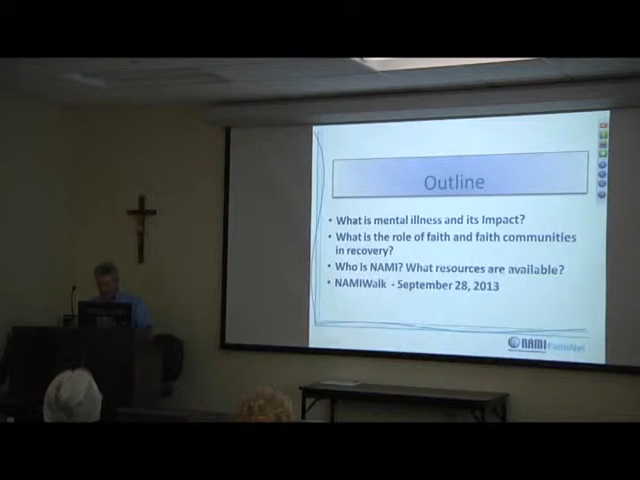 Outline
• What is mental illness and its Impact?
• What is the role of faith and faith communities
in recovery?
• Who is NAMI? What resources are available?
• NAMIWalk - September 28, 2013
NAMI FaithNet